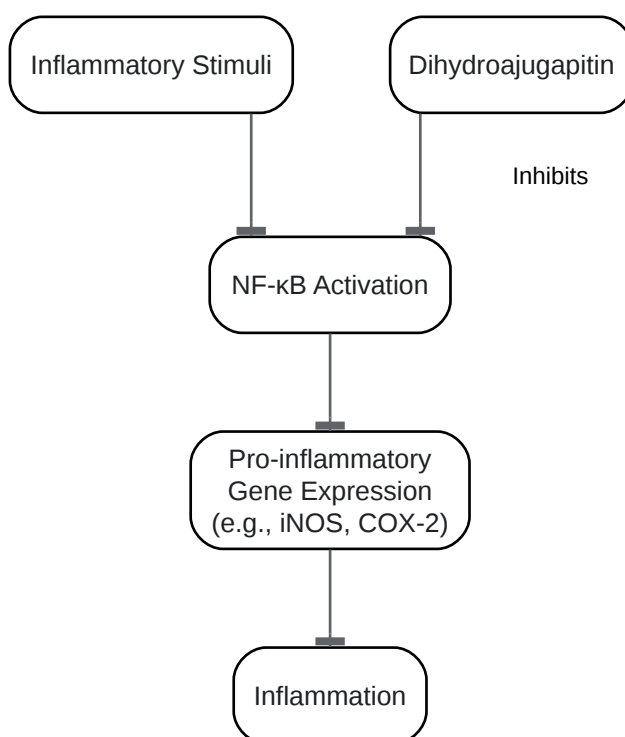 Inflammatory Stimuli
Dihydroajugapitin
Inhibits
NF-κB Activation
Pro-inflammatory
Gene Expression
(e.g., iNOS, COX-2)
Inflammation